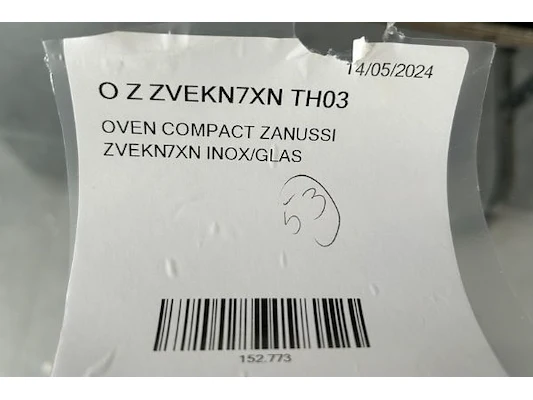 14/05/2024
O Z ZVEKN7XN TH03
OVEN COMPACT ZANUSSI
ZVEKN7XN INOX/GLAS
53
152.773